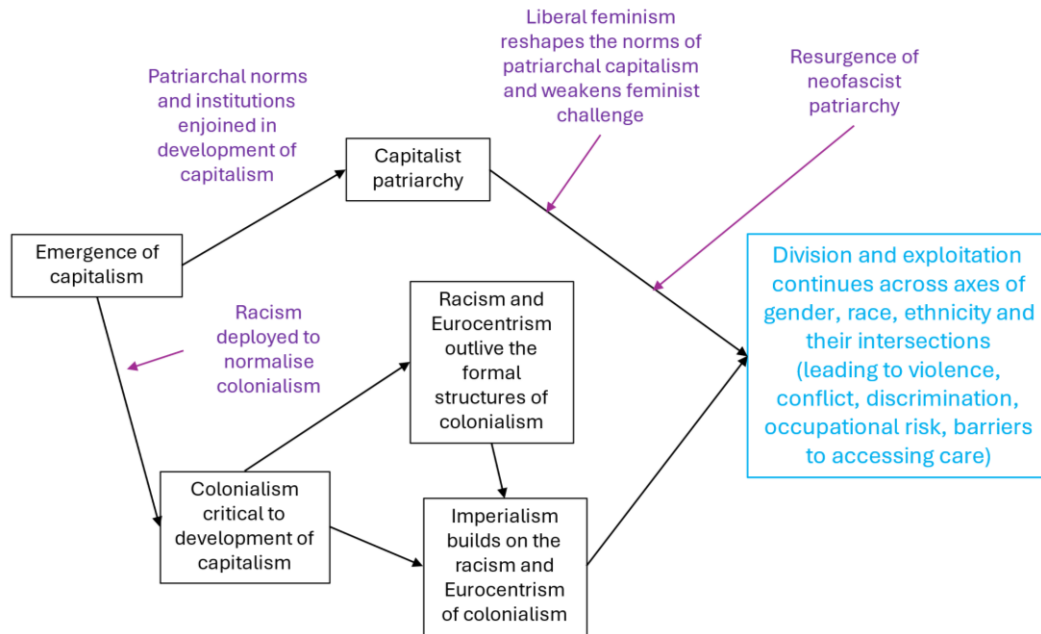 Liberal feminism
reshapes the norms of
patriarchal capitalism
and weakens feminist
challenge
Resurgence of
neofascist
patriarchy
Patriarchal norms
and institutions
enjoined in
development of
capitalism
Capitalist
patriarchy
Emergence of
capitalism
Racism
deployed to
normalise
colonialism
Racism and
Eurocentrism
outlive the
formal
structures of
colonialism
Division and exploitation
continues across axes of
gender, race, ethnicity and
their intersections
(leading to violence,
conflict, discrimination,
occupational risk, barriers
to accessing care)
Colonialism
critical to
development of
capitalism
Imperialism
builds on the
racism and
Eurocentrism
of colonialism